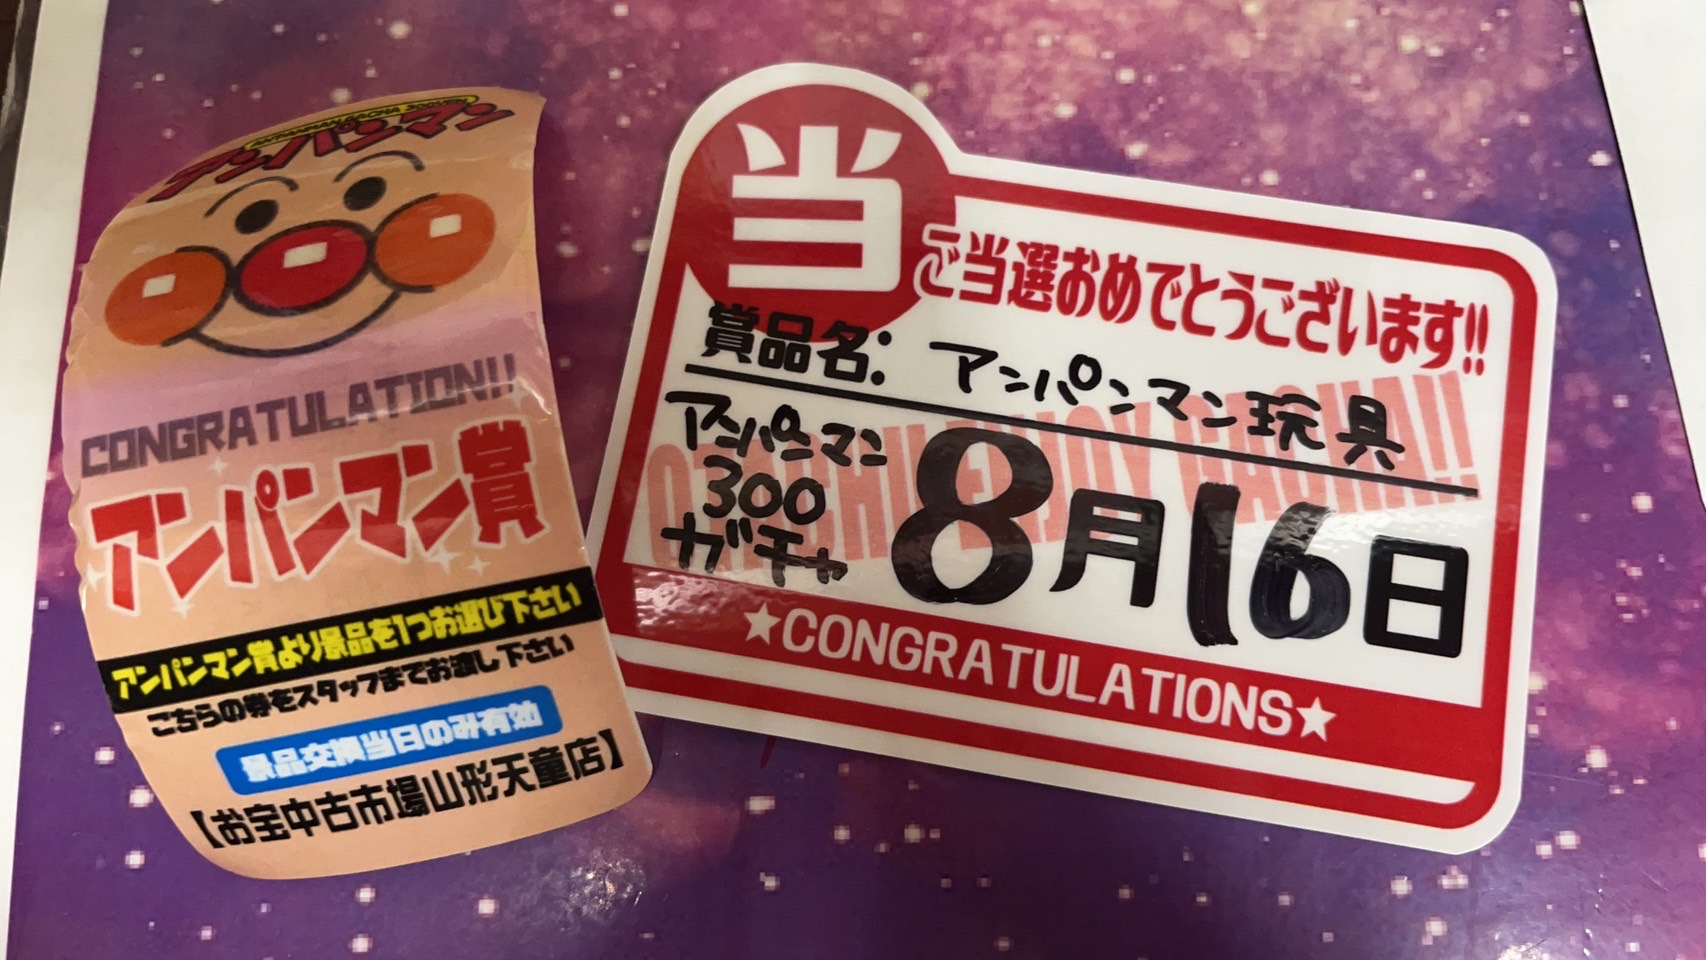 ANPANMAN GACHA 300YEN
アンパンマン
CONGRATULATION!!
アンパンマン賞
アンパンマン賞より景品を1つお選び下さい
こちらの券をスタッフまでお渡し下さい
景品交換当日のみ有効
【お宝中古市場山形天童店】
当
ご当選おめでとうございます!!
賞品名: アンパンマン玩具
アンパンマン
300
ガチャ
8月16日
ENJOY GACHA!!
★CONGRATULATIONS★